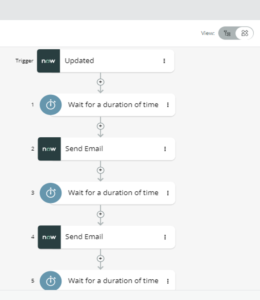 View:
Trigger
now
Updated
1
Wait for a duration of time
2
now
Send Email
3
Wait for a duration of time
4
now
Send Email
5
Wait for a duration of time